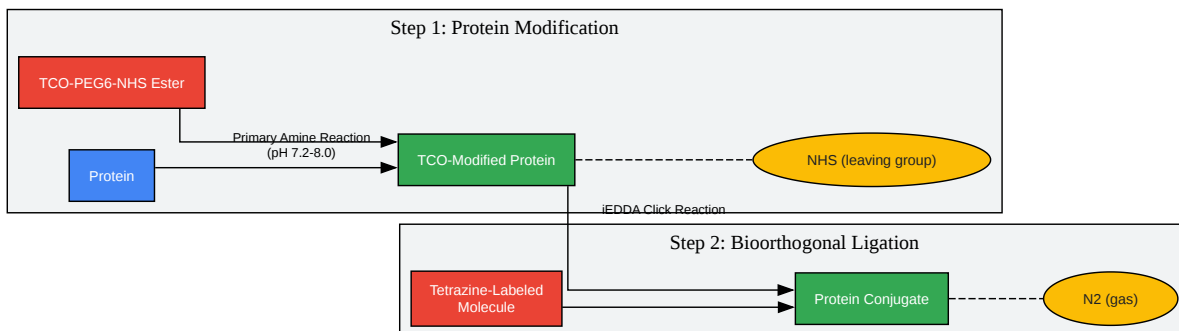 Step 1: Protein Modification
TCO-PEG6-NHS Ester
Primary Amine Reaction
(pH 7.2-8.0)
Protein
TCO-Modified Protein
NHS (leaving group)
iEDDA Click Reaction
Step 2: Bioorthogonal Ligation
Tetrazine-Labeled
Molecule
Protein Conjugate
N2 (gas)